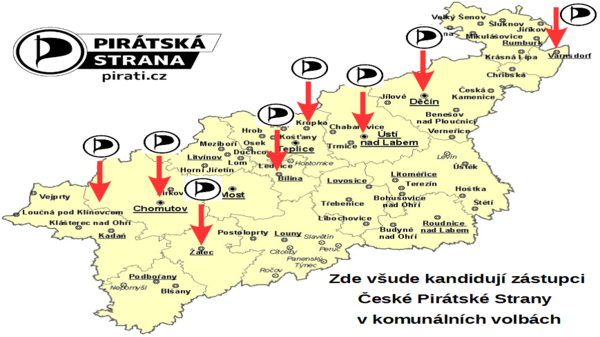 PIRÁTSKÁ
STRANA
pirati.cz
Velký Šenov
Šluknov
Jiříkov
Mikulášovice
Rumburk
Krásná Lípa
Varnsdorf
Chřibská
Děčín
Jílové
Česká
Kamenice
Benešov
nad Ploučnicí
Verneřice
Krupka
Chabařovice
Hrob
Košťany
Ústí
nad Labem
Meziboří
Osek
Teplice
Trmice
Duchcov
Litvínov
Lom
Ledvice
Hostomice
Levín
Úštěk
Horní Jiřetín
Bílina
Lovosice
Litoměřice
Terezín
Hoštka
Vejprty
Most
Třebenice
Bohušovice
nad Ohří
Štětí
Loučná pod Klínovcem
Chomutov
Klášterec nad Ohří
Libochovice
Roudnice
nad Labem
Kadaň
Postoloprty
Louny
Slavětín
Budyně
nad Ohří
Žatec
Cítoliby
Peruc
Panenský
Týnec
Ročov
Podbořany
Nepomyšl
Blšany
Zde všude kandidují zástupci
České Pirátské Strany
v komunálních volbách